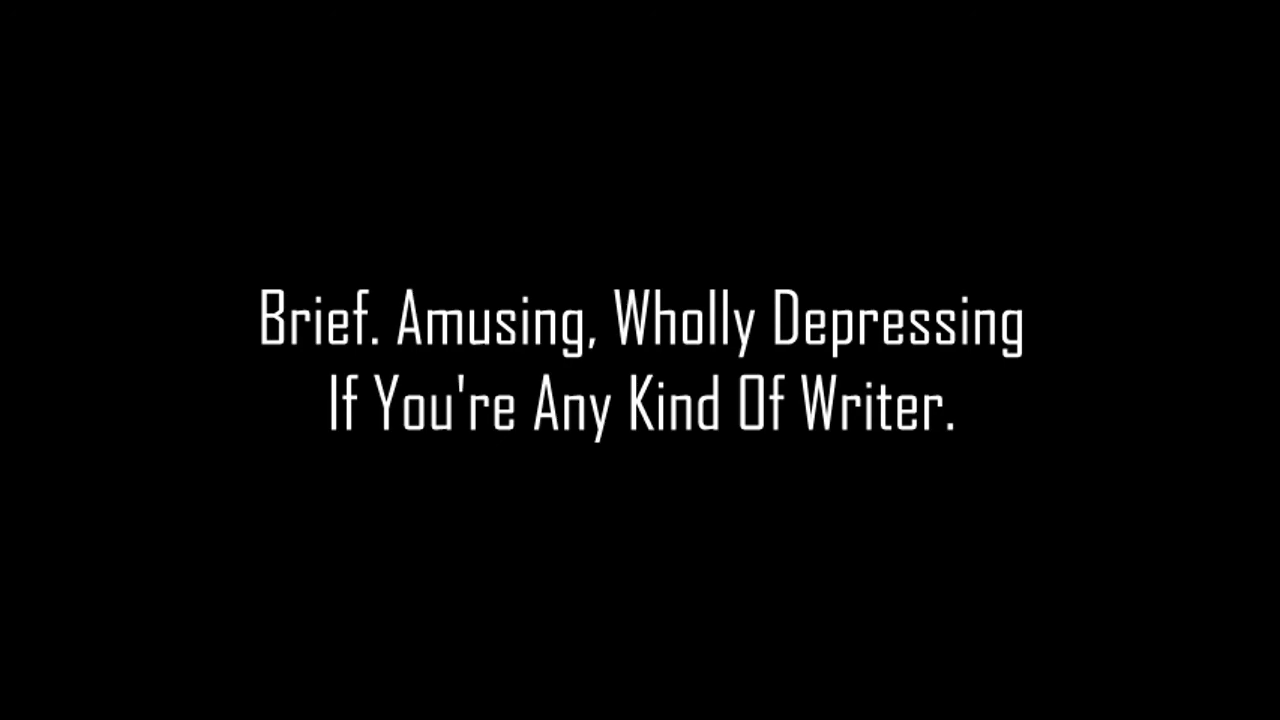 Brief. Amusing, Wholly Depressing
If You're Any Kind Of Writer.